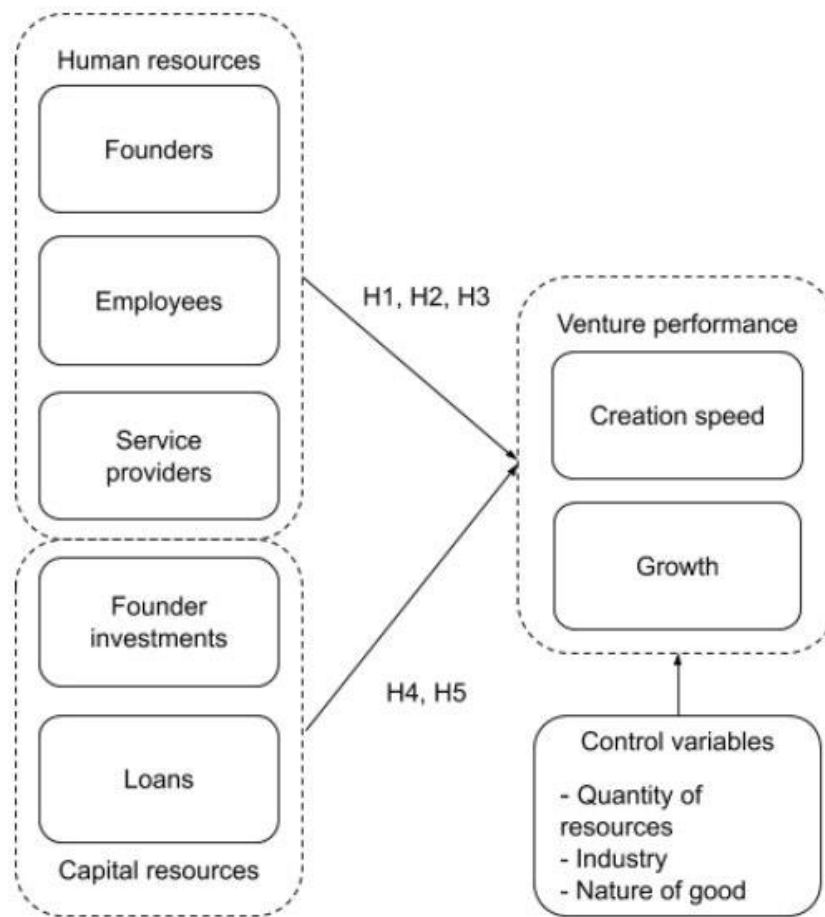 Human resources
Founders
Employees
Service
providers
Founder
investments
Loans
Capital resources
H1, H2, H3
H4, H5
Venture performance
Creation speed
Growth
Control variables
- Quantity of
resources
- Industry
- Nature of good